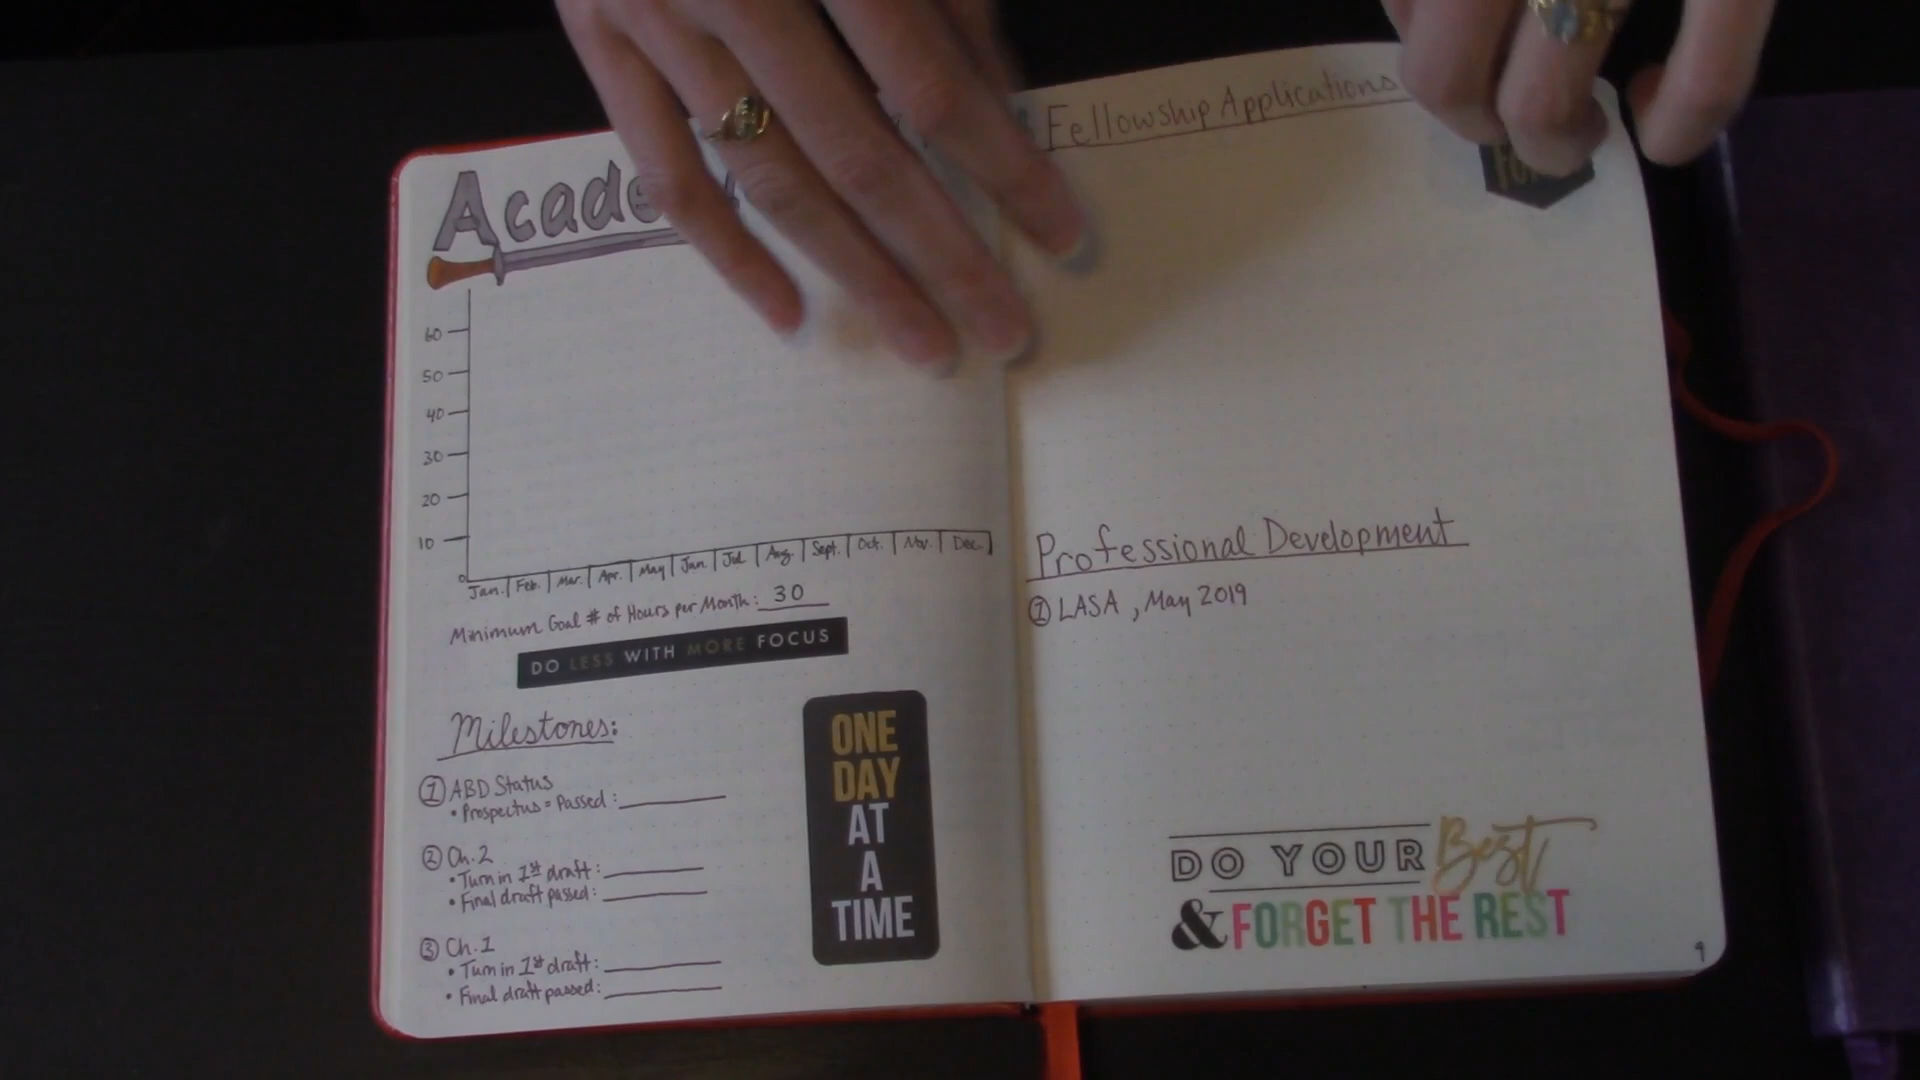 Acade
60
50
40
30
20
10
0
Jan. Feb. Mar. Apr. May Jun. Jul. Aug. Sept. Oct. Nov. Dec.
Minimum Goal # of Hours per Month: 30
DO LESS WITH MORE FOCUS
Milestones:
① ABD Status
• Prospectus = Passed:
② Ch. 2
• Turn in 1st draft:
• Final draft passed:
③ Ch. 1
• Turn in 1st draft:
• Final draft passed:
ONE
DAY
AT
A
TIME
Fellowship Applications
Professional Development
① LASA, May 2019
DO YOUR Best
& FORGET THE REST
9